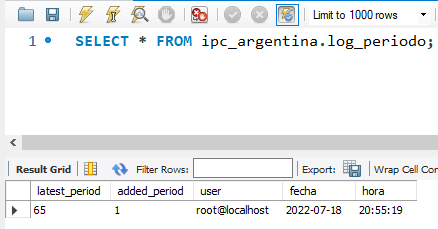 Limit to 1000 rows
1 SELECT * FROM ipc_argentina.log_periodo;
Result Grid Filter Rows: Export: Wrap Cell Con
latest_period added_period user fecha hora
65 1 root@localhost 2022-07-18 20:55:19